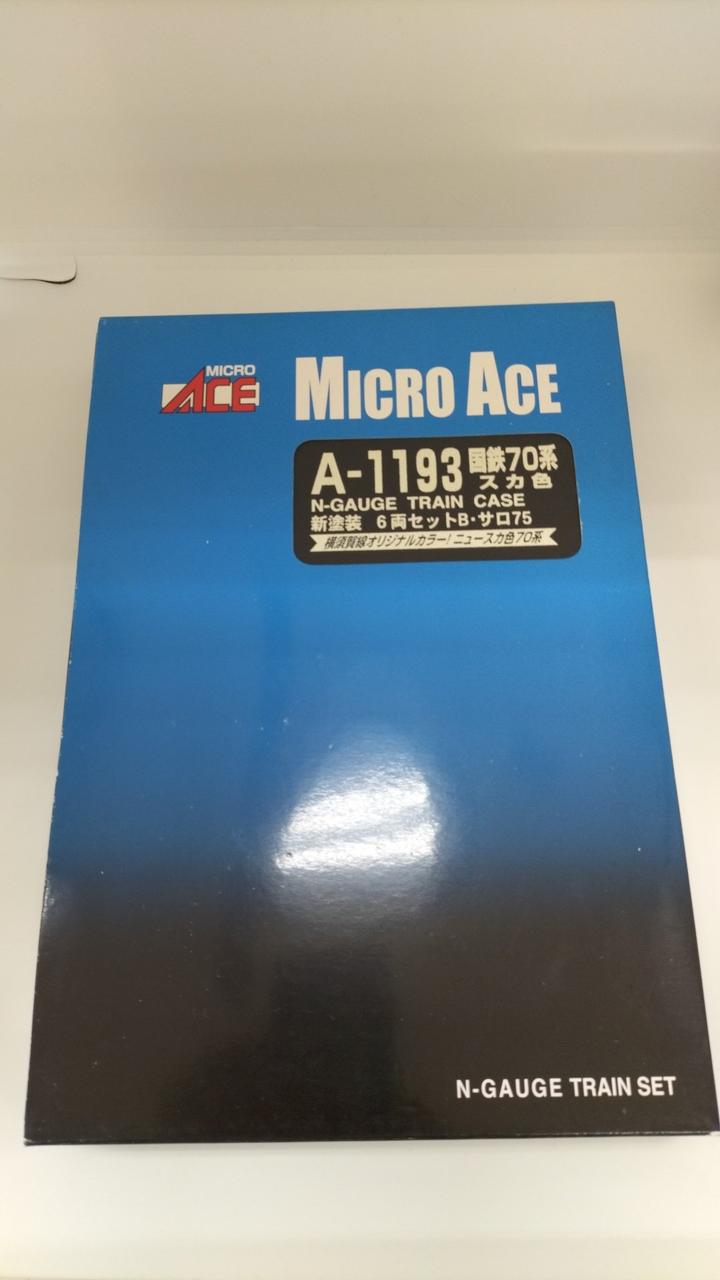 MICRO
ACE
MICRO ACE
A-1193 国鉄70系
スカ色
N-GAUGE TRAIN CASE
新塗装 6両セットB・サロ75
横須賀線オリジナルカラー!ニュースカ色70系
N-GAUGE TRAIN SET